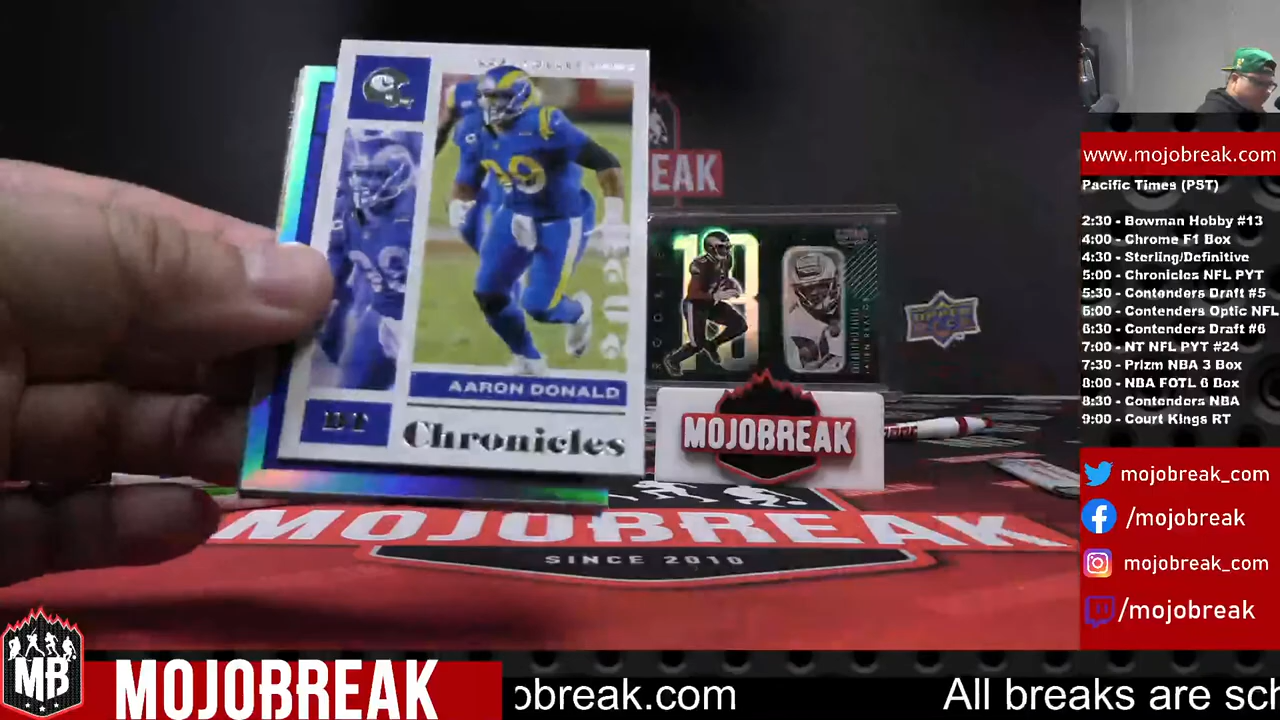 AARON DONALD
DT
Chronicles
EAK
MOJOBREAK
MOJOBREAK
SINCE 2010
www.mojobreak.com
Pacific Times (PST)
2:30 - Bowman Hobby #13
4:00 - Chrome F1 Box
4:30 - Sterling/Definitive
5:00 - Chronicles NFL PYT
5:30 - Contenders Draft #5
6:00 - Contenders Optic NFL
6:30 - Contenders Draft #6
7:00 - NT NFL PYT #24
7:30 - Prizm NBA 3 Box
8:00 - NBA FOTL 6 Box
8:30 - Contenders NBA
9:00 - Court Kings RT
mojobreak_com
/mojobreak
mojobreak_com
/mojobreak
MB
MOJOBREAK
obreak.com
All breaks are sch